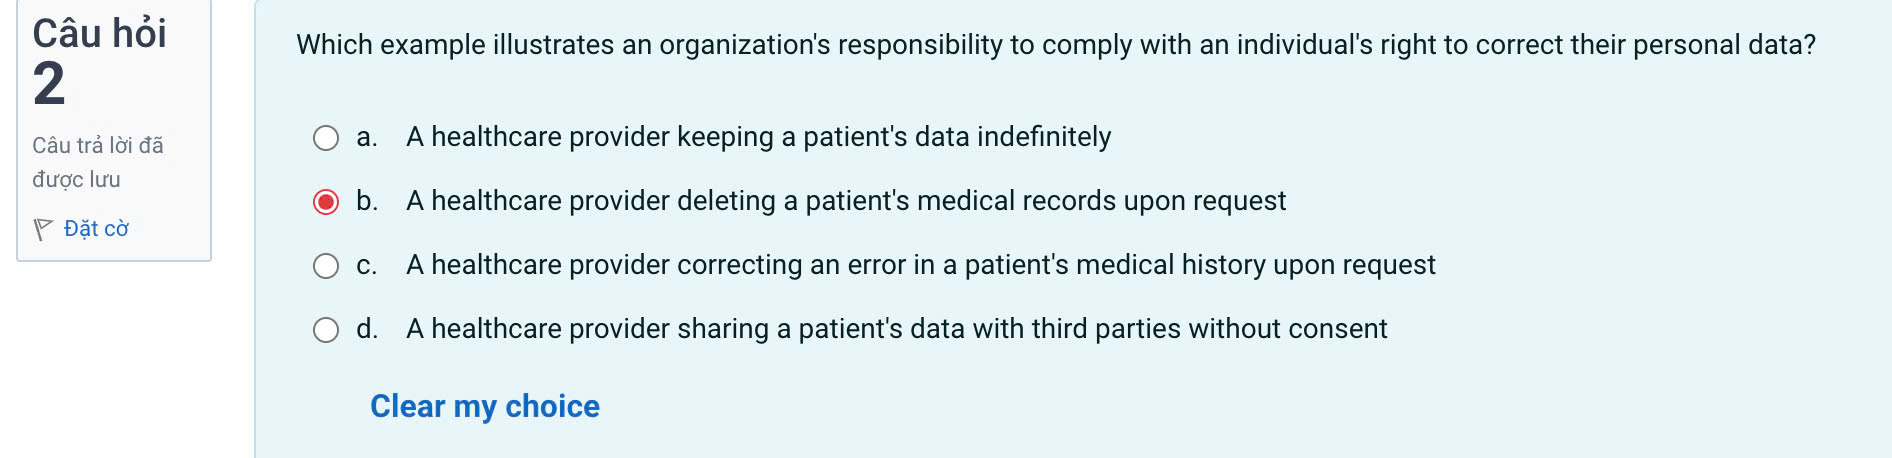 Câu hỏi
2
Câu trả lời đã
được lưu
Đặt cờ
Which example illustrates an organization's responsibility to comply with an individual's right to correct their personal data?
a. A healthcare provider keeping a patient's data indefinitely
b. A healthcare provider deleting a patient's medical records upon request
c. A healthcare provider correcting an error in a patient's medical history upon request
d. A healthcare provider sharing a patient's data with third parties without consent
Clear my choice